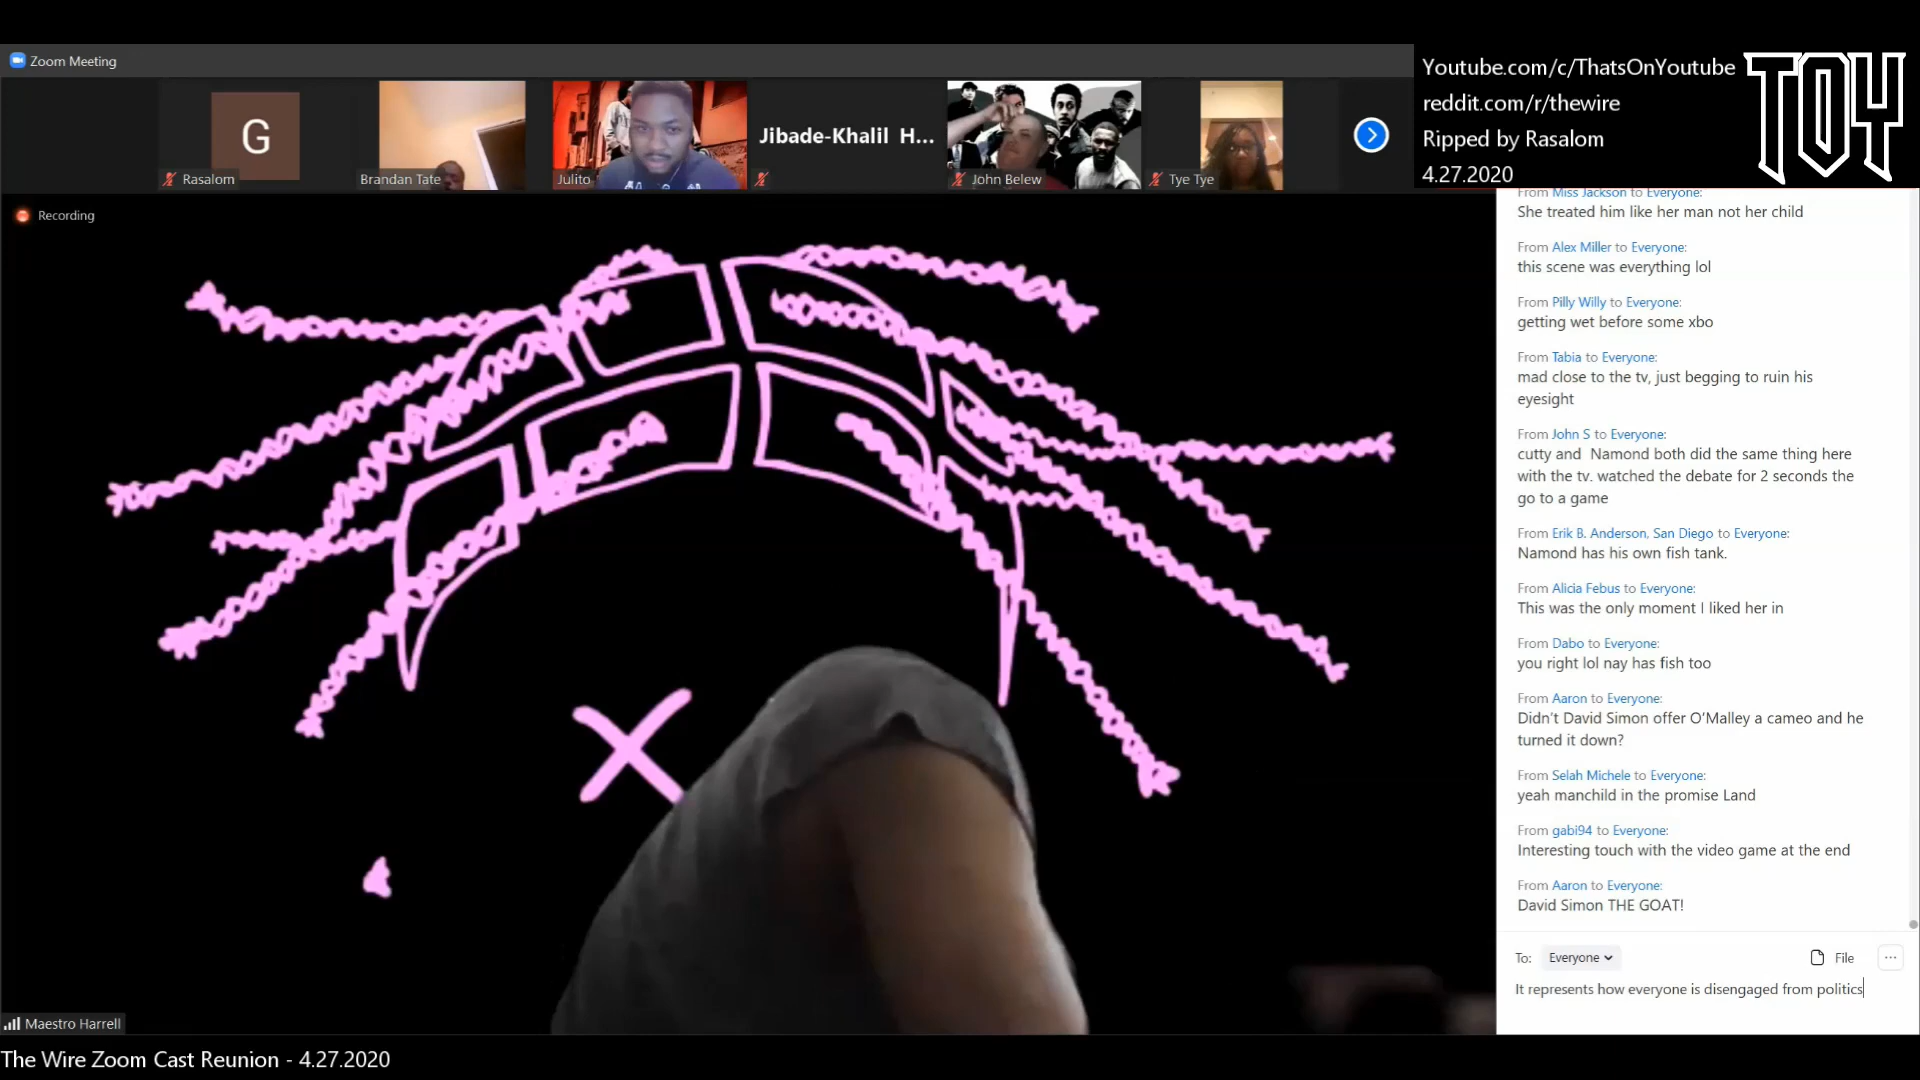 Zoom Meeting
G
Rasalom
Brandan Tate
Julito
Jibade-Khalil H...
John Belew
Tye Tye
Youtube.com/c/ThatsOnYoutube
reddit.com/r/thewire
Ripped by Rasalom
4.27.2020
TOY
Recording
From Miss Jackson to Everyone:
She treated him like her man not her child
From Alex Miller to Everyone:
this scene was everything lol
From Pilly Willy to Everyone:
getting wet before some xbo
From Tabia to Everyone:
mad close to the tv, just begging to ruin his
eyesight
From John S to Everyone:
cutty and Namond both did the same thing here
with the tv. watched the debate for 2 seconds the
go to a game
From Erik B. Anderson, San Diego to Everyone:
Namond has his own fish tank.
From Alicia Febus to Everyone:
This was the only moment I liked her in
From Dabo to Everyone:
you right lol nay has fish too
From Aaron to Everyone:
Didn't David Simon offer O'Malley a cameo and he
turned it down?
From Selah Michele to Everyone:
yeah manchild in the promise Land
From gabi94 to Everyone:
Interesting touch with the video game at the end
From Aaron to Everyone:
David Simon THE GOAT!
To: Everyone File ...
It represents how everyone is disengaged from politics
Maestro Harrell
The Wire Zoom Cast Reunion - 4.27.2020